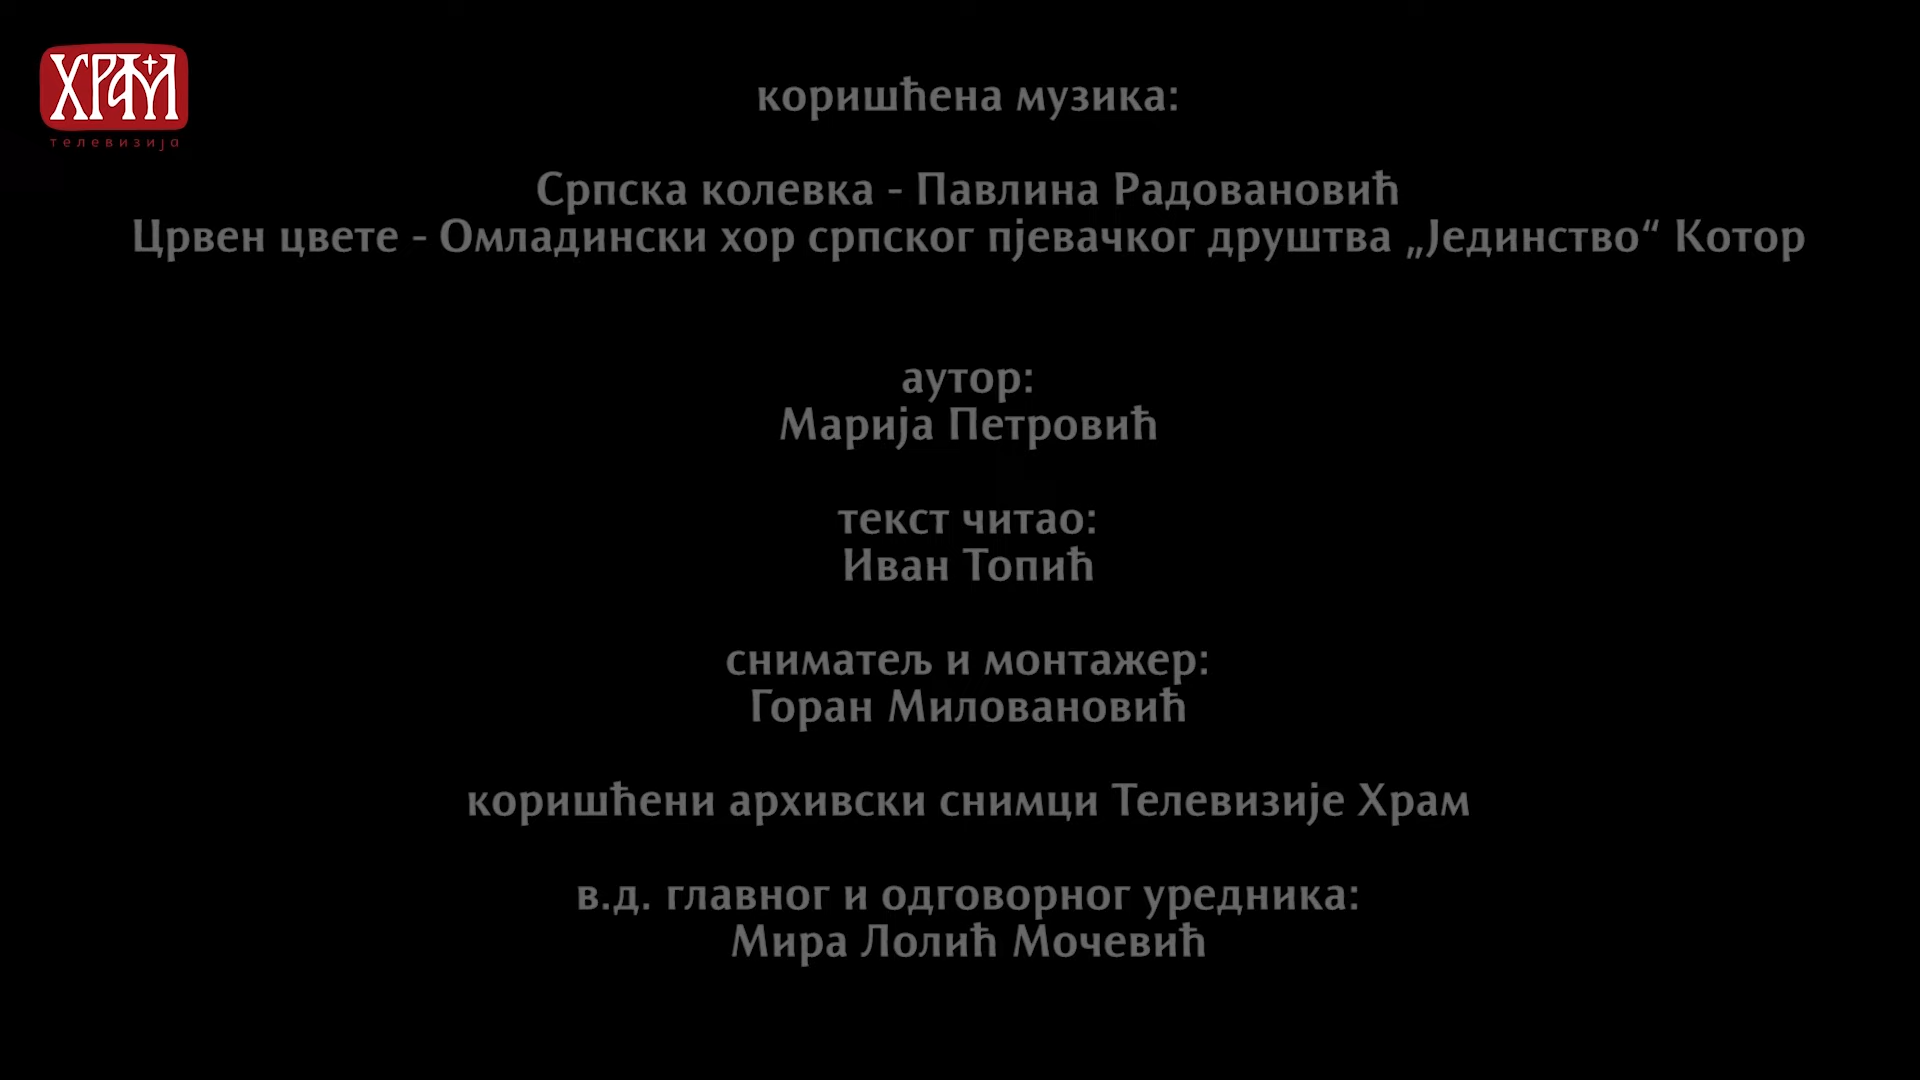 ХРАМ
телевизија
коришћена музика:
Српска колевка - Павлина Радовановић
Црвен цвете - Омладински хор српског пјевачког друштва „Јединство“ Котор
аутор:
Марија Петровић
текст читао:
Иван Топић
сниматељ и монтажер:
Горан Миловановић
коришћени архивски снимци Телевизије Храм
в.д. главног и одговорног уредника:
Мира Лолић Мочевић